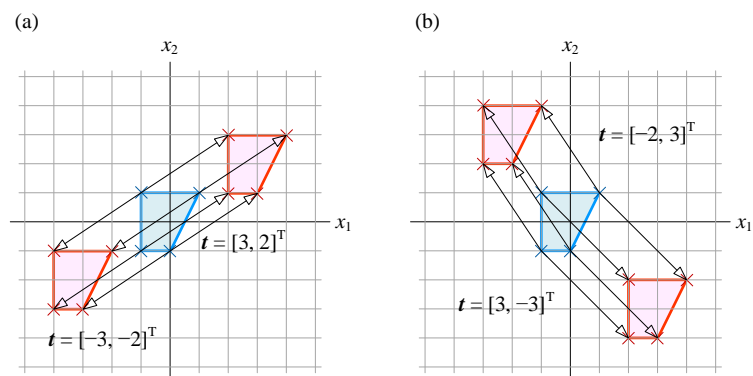 (a)
x₂
x₁
t = [3, 2]ᵀ
t = [−3, −2]ᵀ
(b)
x₂
t = [−2, 3]ᵀ
x₁
t = [3, −3]ᵀ